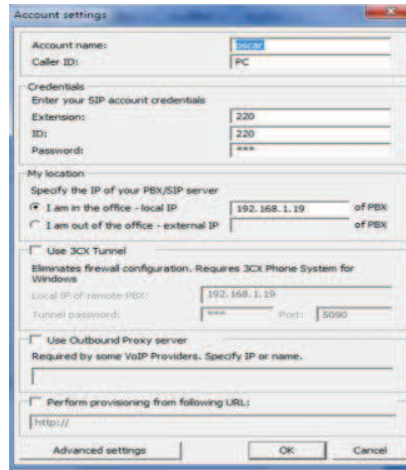 Account settings
Account name: oscar
Caller ID: PC
Credentials
Enter your SIP account credentials
Extension: 220
ID: 220
Password: ***
My location
Specify the IP of your PBX/SIP server
I am in the office - local IP 192.168.1.19 of PBX
I am out of the office - external IP of PBX
Use 3CX Tunnel
Eliminates firewall configuration. Requires 3CX Phone System for
Windows
Local IP of remote PBX: 192.168.1.19
Tunnel password: *** Port: 5090
Use Outbound Proxy server
Required by some VoIP Providers. Specify IP or name.
Perform provisioning from following URL:
http://
Advanced settings OK Cancel